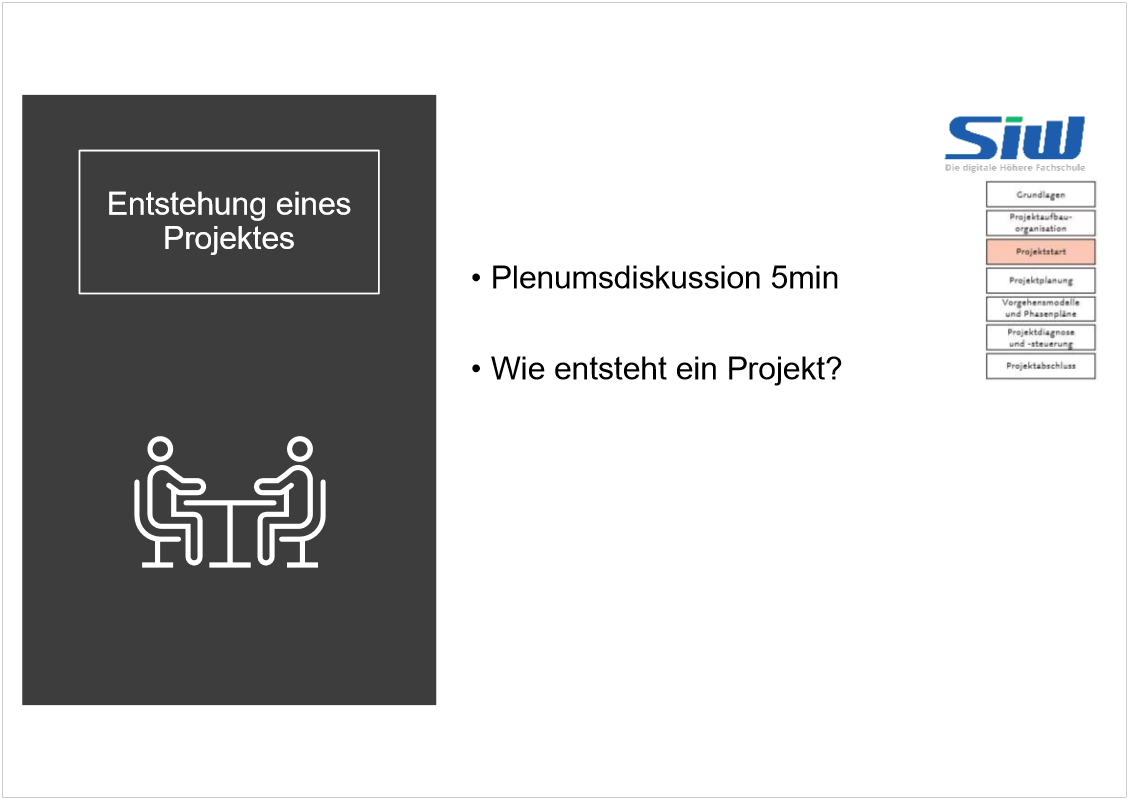 Entstehung eines
Projektes
• Plenumsdiskussion 5min
• Wie entsteht ein Projekt?
SiW
Die digitale Höhere Fachschule
Grundlagen
Projektaufbau-
organisation
Projektstart
Projektplanung
Vorgehensmodelle
und Phasenpläne
Projektdiagnose
und -steuerung
Projektabschluss